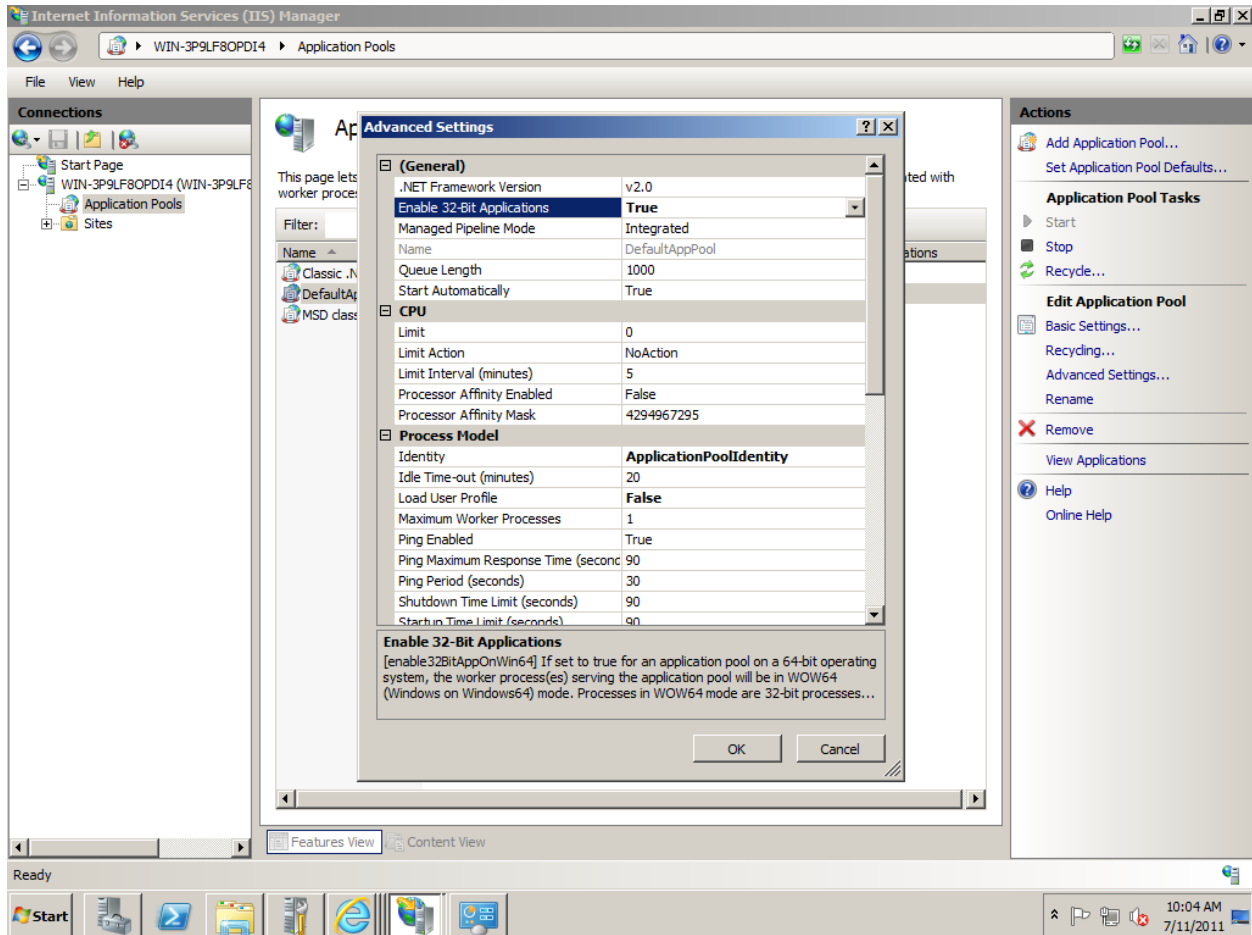 Internet Information Services (IIS) Manager
WIN-3P9LF8OPDI4 Application Pools
File View Help
Connections
Start Page
WIN-3P9LF8OPDI4 (WIN-3P9LF8
Application Pools
Sites
Ap
This page lets
worker proces
ated with
Filter:
Name
ations
Classic .N
DefaultAp
MSD class
Advanced Settings
(General)
.NET Framework Version v2.0
Enable 32-Bit Applications True
Managed Pipeline Mode Integrated
Name DefaultAppPool
Queue Length 1000
Start Automatically True
CPU
Limit 0
Limit Action NoAction
Limit Interval (minutes) 5
Processor Affinity Enabled False
Processor Affinity Mask 4294967295
Process Model
Identity ApplicationPoolIdentity
Idle Time-out (minutes) 20
Load User Profile False
Maximum Worker Processes 1
Ping Enabled True
Ping Maximum Response Time (second 90
Ping Period (seconds) 30
Shutdown Time Limit (seconds) 90
Startup Time Limit (seconds) 90
Enable 32-Bit Applications
[enable32BitAppOnWin64] If set to true for an application pool on a 64-bit operating
system, the worker process(es) serving the application pool will be in WOW64
(Windows on Windows64) mode. Processes in WOW64 mode are 32-bit processes...
OK Cancel
Features View Content View
Actions
Add Application Pool...
Set Application Pool Defaults...
Application Pool Tasks
Start
Stop
Recycle...
Edit Application Pool
Basic Settings...
Recycling...
Advanced Settings...
Rename
Remove
View Applications
Help
Online Help
Ready
Start
10:04 AM
7/11/2011